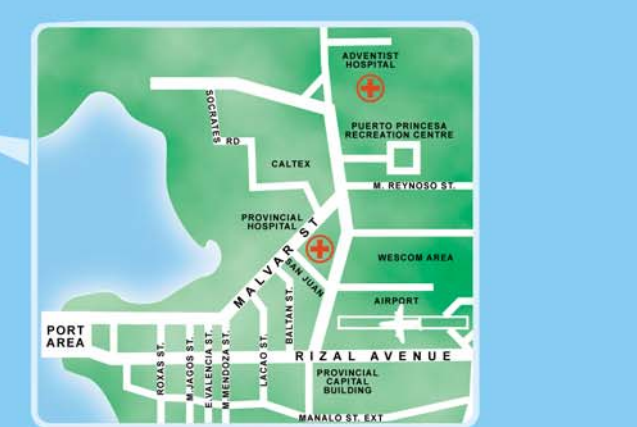 ADVENTIST
HOSPITAL
SOCRATES
RD
PUERTO PRINCESA
RECREATION CENTRE
CALTEX
M. REYNOSO ST.
PROVINCIAL
HOSPITAL
MALVAR ST
SAN JUAN
WESCOM AREA
AIRPORT
BALTAN ST.
PORT
AREA
RIZAL AVENUE
ROXAS ST.
M.JAGOS ST.
E.VALENCIA ST.
M.MENDOZA ST.
LACAO ST.
PROVINCIAL
CAPITAL
BUILDING
MANALO ST. EXT